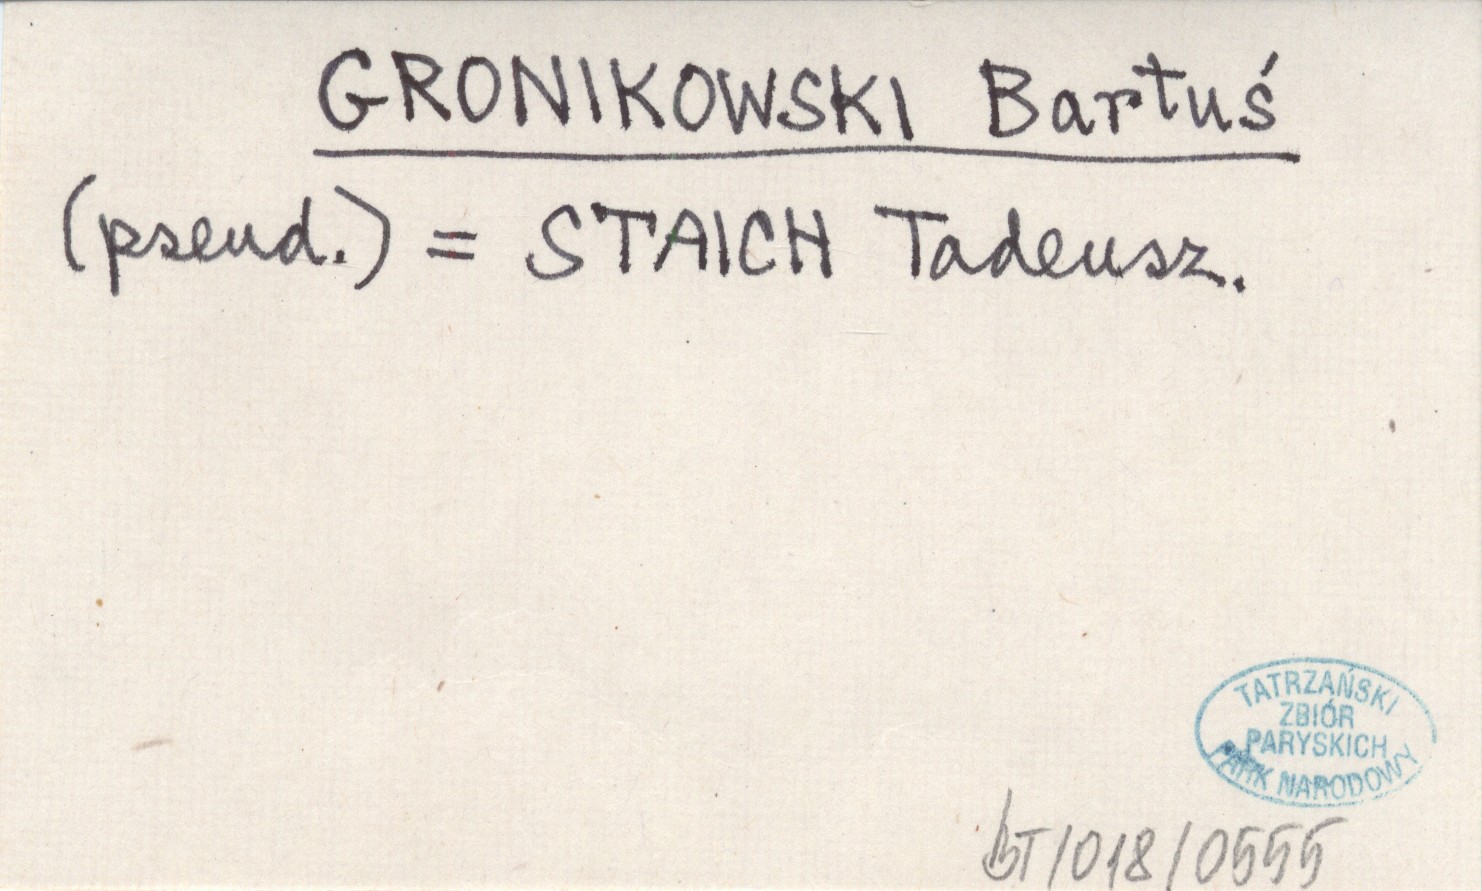 GRONIKOWSKI Bartuś
(pseud.) = STAICH Tadeusz.
TATRZAŃSKI
ZBIÓR
PARYSKICH
PARK NARODOWY
BT/018/0555